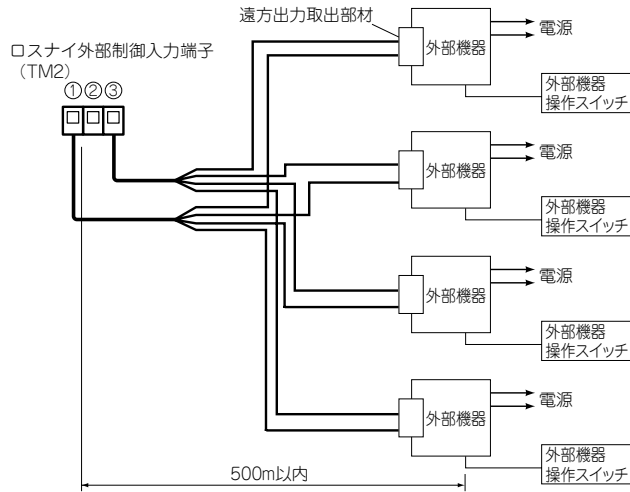 遠方出力取出部材
ロスナイ外部制御入力端子
（TM2）
①②③
外部機器
電源
外部機器
操作スイッチ
外部機器
電源
外部機器
操作スイッチ
外部機器
電源
外部機器
操作スイッチ
外部機器
電源
外部機器
操作スイッチ
500m以内